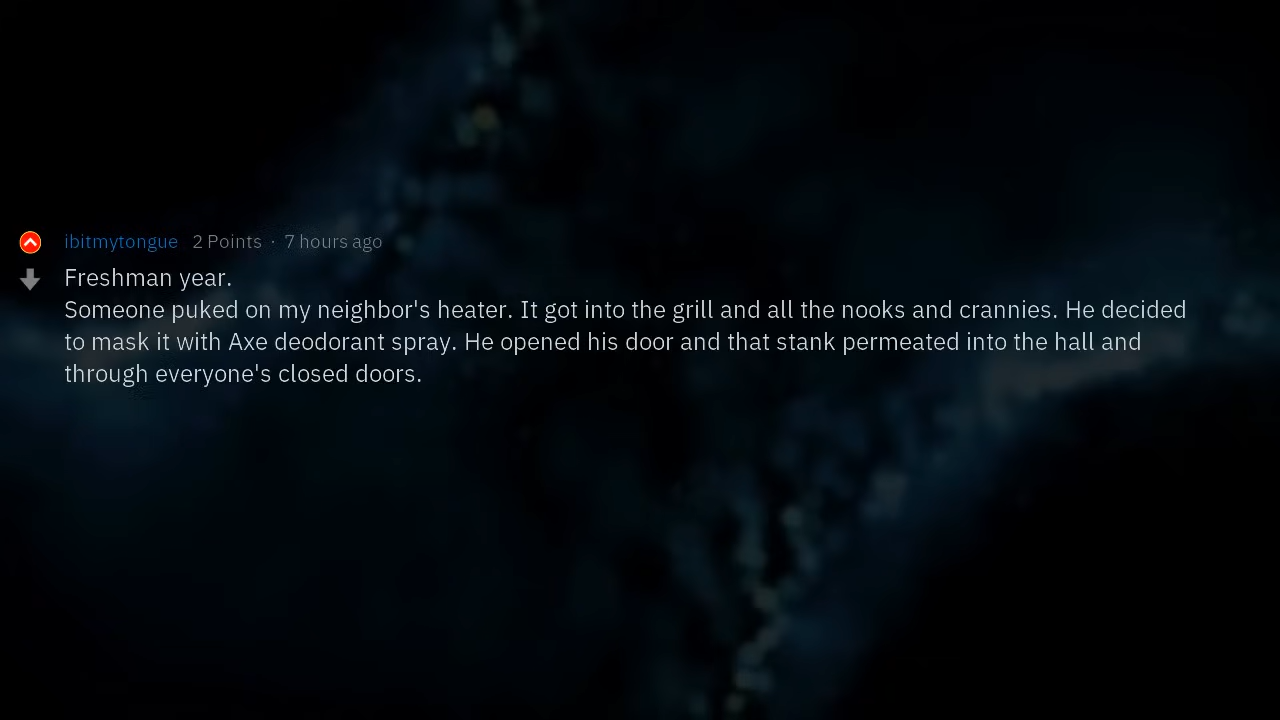 ibitmytongue 2 Points · 7 hours ago
Freshman year.
Someone puked on my neighbor's heater. It got into the grill and all the nooks and crannies. He decided
to mask it with Axe deodorant spray. He opened his door and that stank permeated into the hall and
through everyone's closed doors.